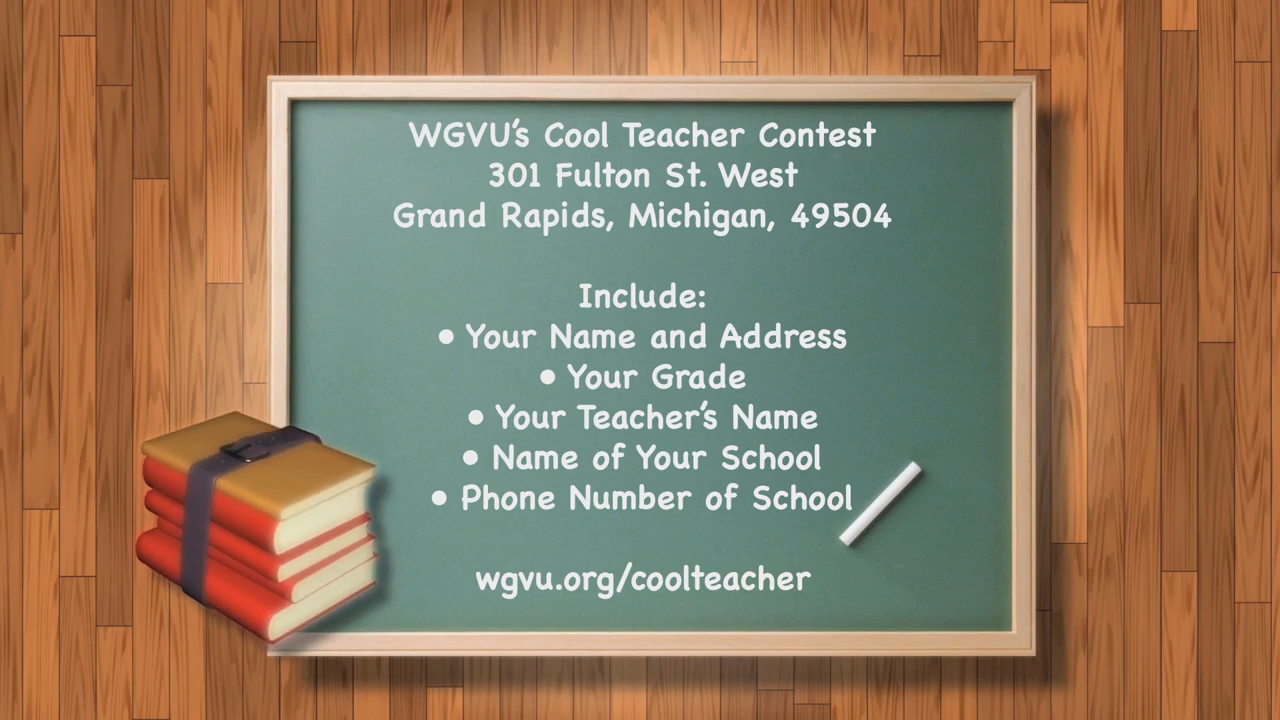 WGVU's Cool Teacher Contest
301 Fulton St. West
Grand Rapids, Michigan, 49504
Include:
• Your Name and Address
• Your Grade
• Your Teacher's Name
• Name of Your School
• Phone Number of School
wgvu.org/coolteacher